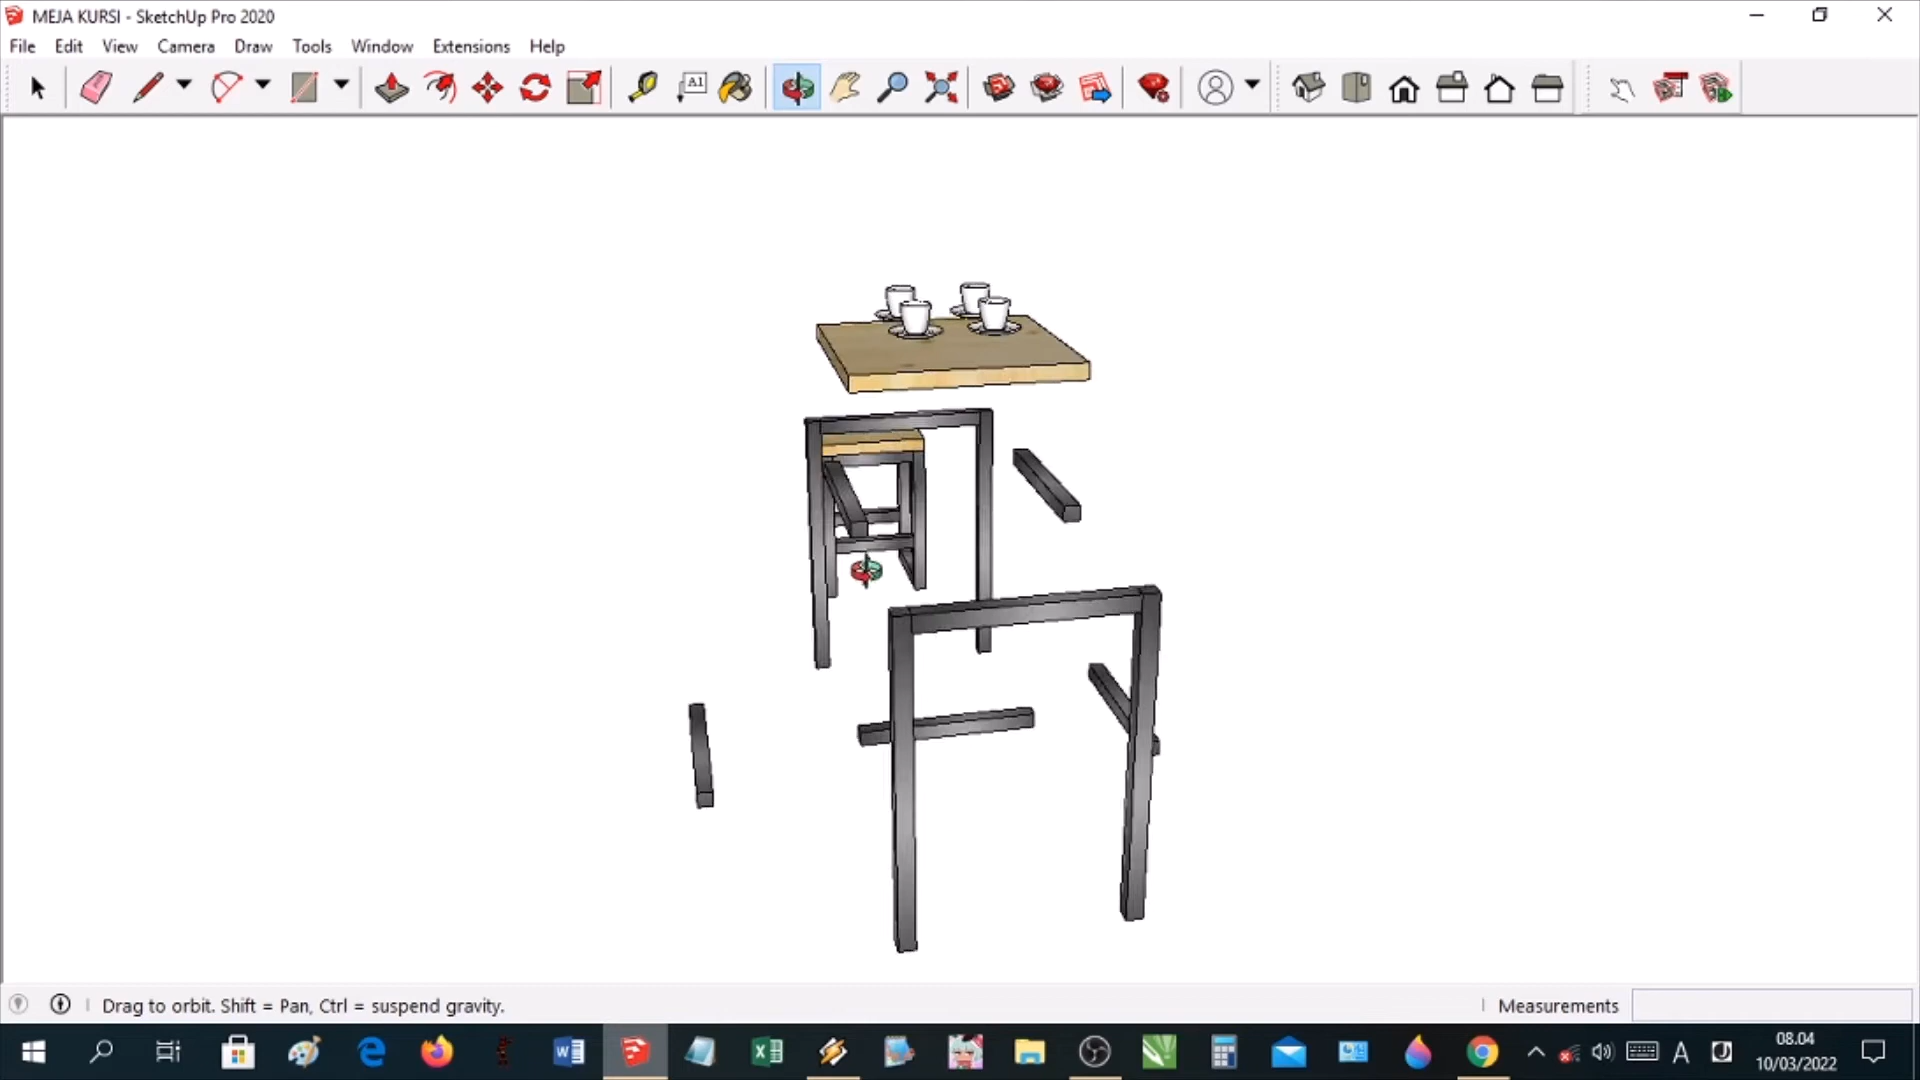 MEJA KURSI - SketchUp Pro 2020
File Edit View Camera Draw Tools Window Extensions Help
A1
Drag to orbit. Shift = Pan, Ctrl = suspend gravity.
Measurements
A
08.04
10/03/2022